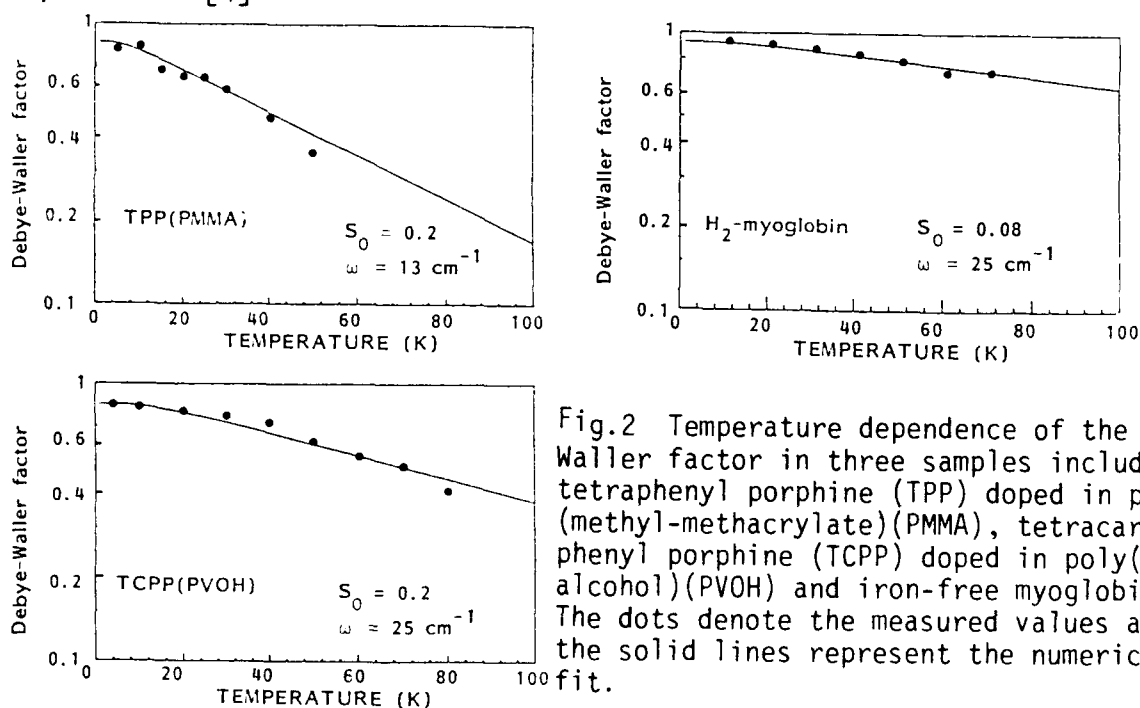 [4]
1
0.6
0.4
0.2
0.1
Debye-Waller factor
TPP(PMMA)
S0 = 0.2
ω = 13 cm-1
0 20 40 60 80 100
TEMPERATURE (K)
1
0.6
0.4
0.2
0.1
Debye-Waller factor
H2-myoglobin
S0 = 0.08
ω = 25 cm-1
0 20 40 60 80 100
TEMPERATURE (K)
1
0.6
0.4
0.2
0.1
Debye-Waller factor
TCPP(PVOH)
S0 = 0.2
ω = 25 cm-1
0 20 40 60 80 100
TEMPERATURE (K)
Fig.2 Temperature dependence of the
Waller factor in three samples includ
tetraphenyl porphine (TPP) doped in p
(methyl-methacrylate)(PMMA), tetracar
phenyl porphine (TCPP) doped in poly(
alcohol)(PVOH) and iron-free myoglobi
The dots denote the measured values a
the solid lines represent the numeric
fit.